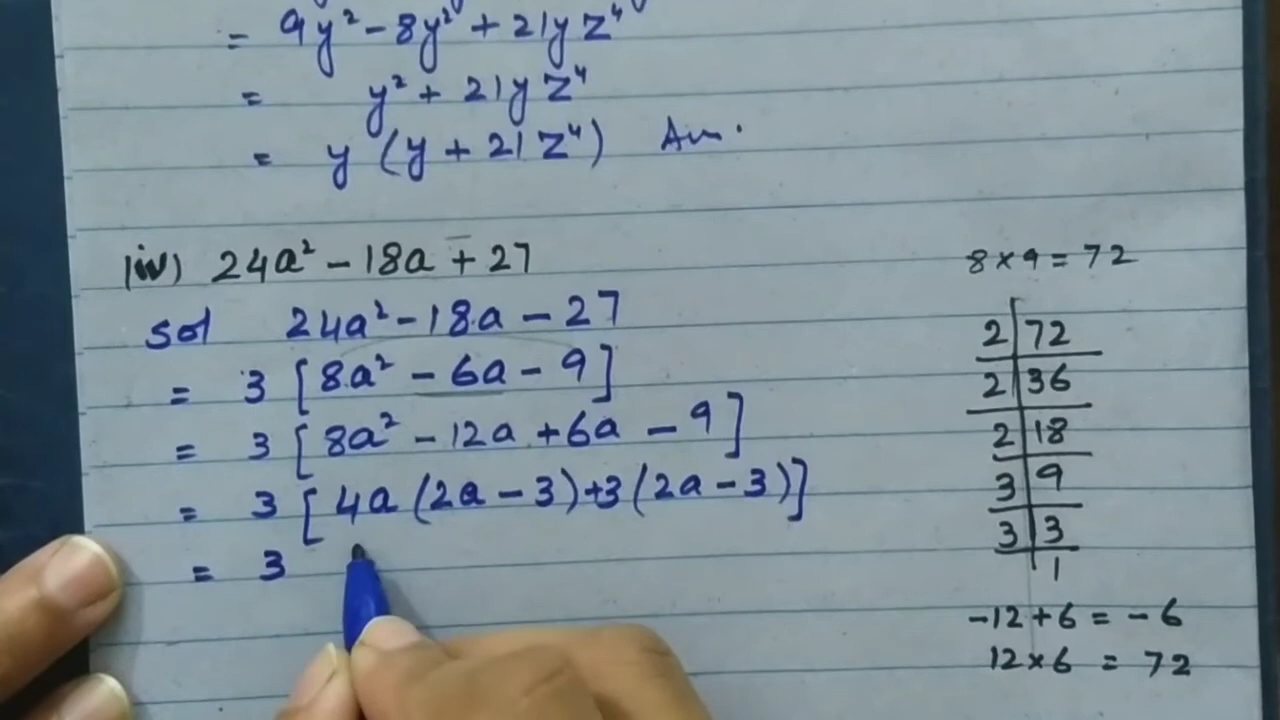 = 9y² - 8y² + 21yz⁴
= y² + 21yz⁴
= y (y + 21z⁴) Ans.
(iv) 24a² - 18a + 27
sol 24a² - 18a - 27
= 3 [8a² - 6a - 9]
= 3 [8a² - 12a + 6a - 9]
= 3 [4a (2a - 3) + 3 (2a - 3)]
= 3
8 × 9 = 72
2 | 72
2 | 36
2 | 18
3 | 9
3 | 3
1
-12 + 6 = - 6
12 × 6 = 72